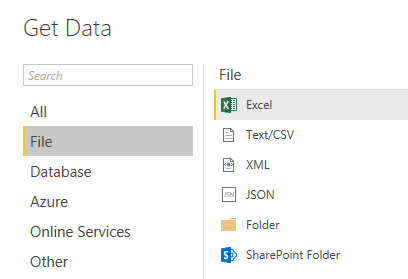 Get Data
Search
All
File
Database
Azure
Online Services
Other
File
Excel
Text/CSV
XML
JSON
Folder
SharePoint Folder